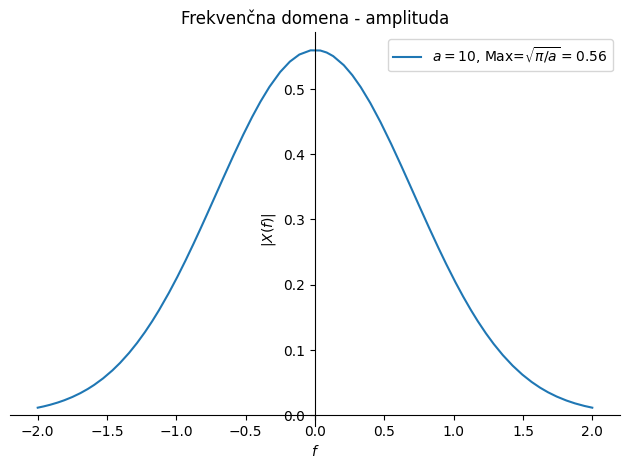 Frekvenčna domena - amplituda
a = 10, Max=√π/a = 0.56
0.5
0.4
0.3
|X(f)|
0.2
0.1
0.0
−2.0 −1.5 −1.0 −0.5 0.0 0.5 1.0 1.5 2.0
f